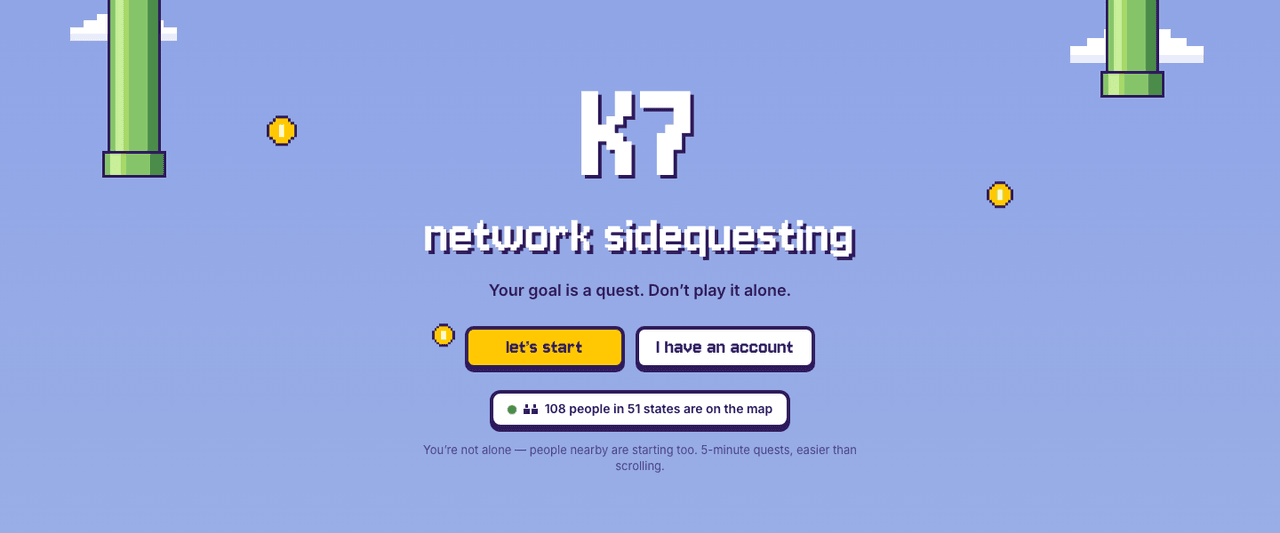 K7
network sidequesting
Your goal is a quest. Don’t play it alone.
let's start
I have an account
108 people in 51 states are on the map
You’re not alone — people nearby are starting too. 5-minute quests, easier than
scrolling.